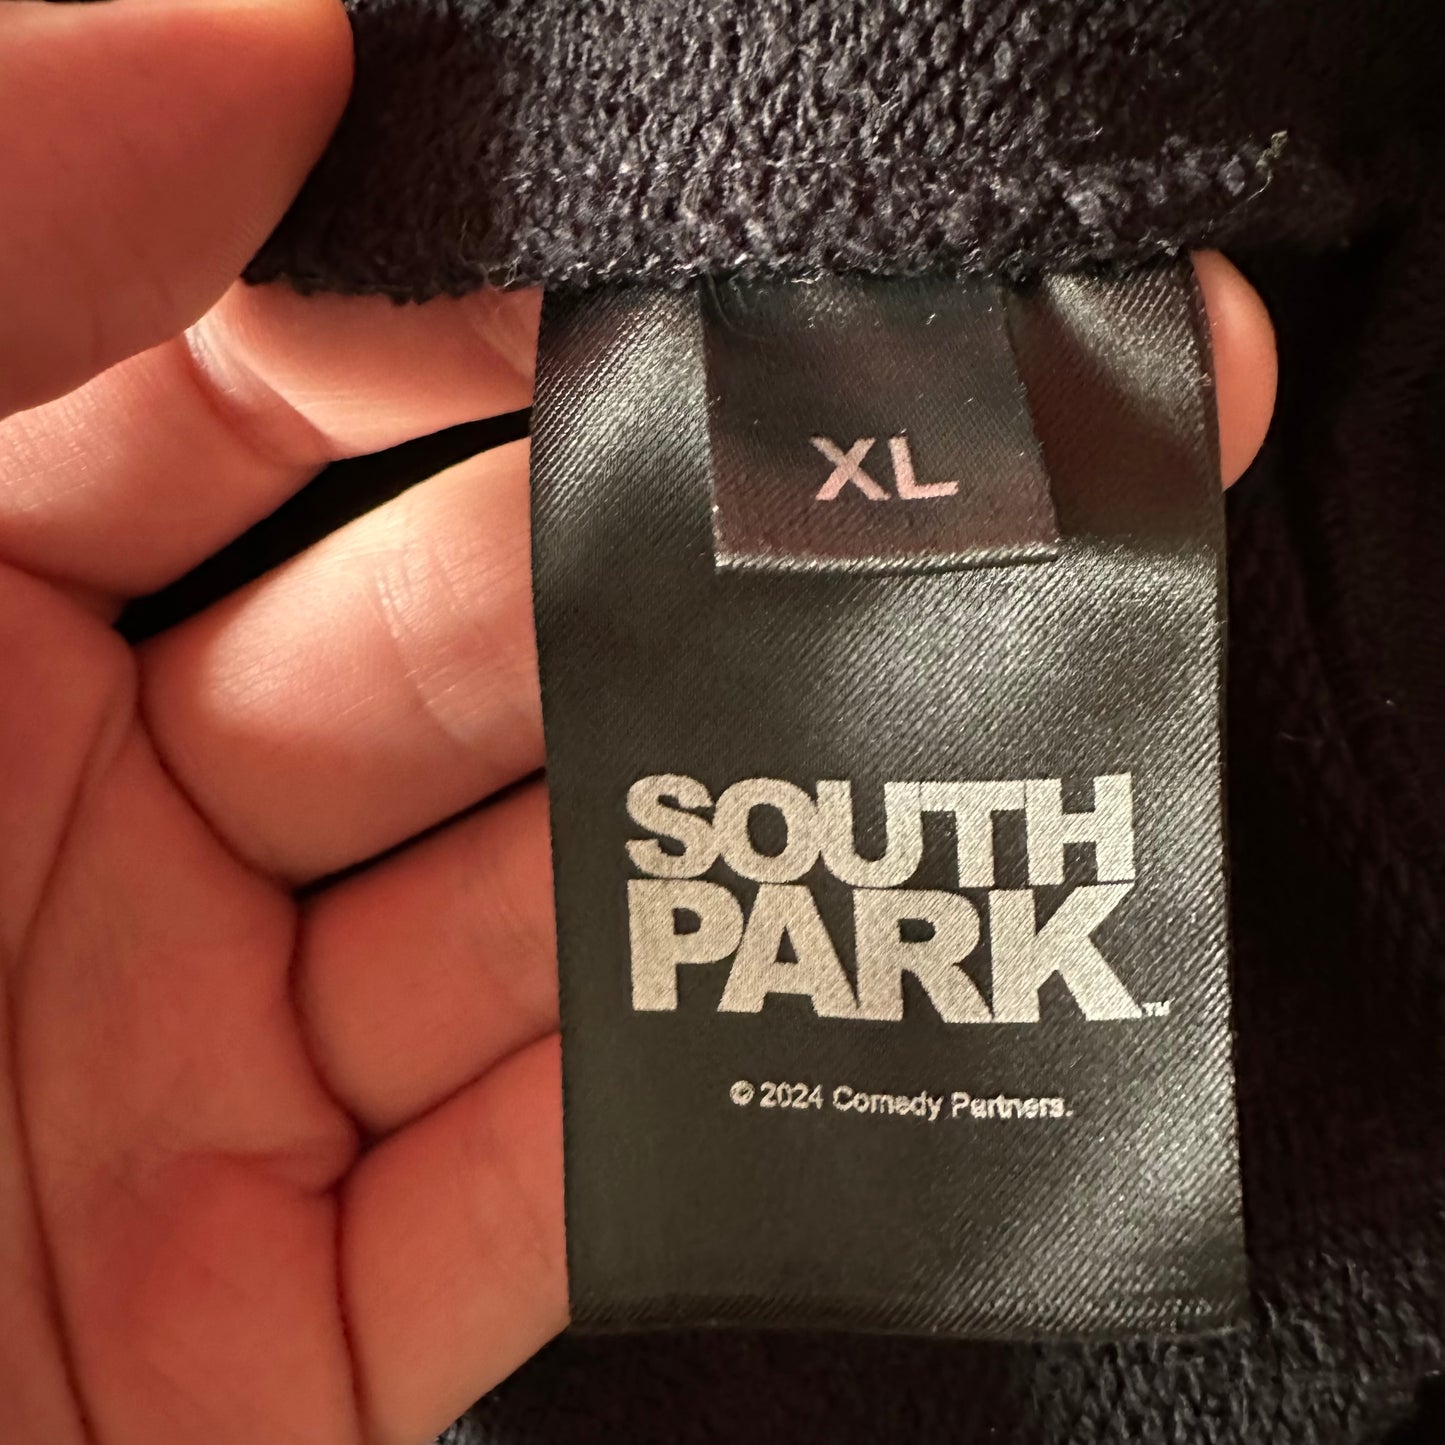 XL
SOUTH
PARK™
© 2024 Comedy Partners.